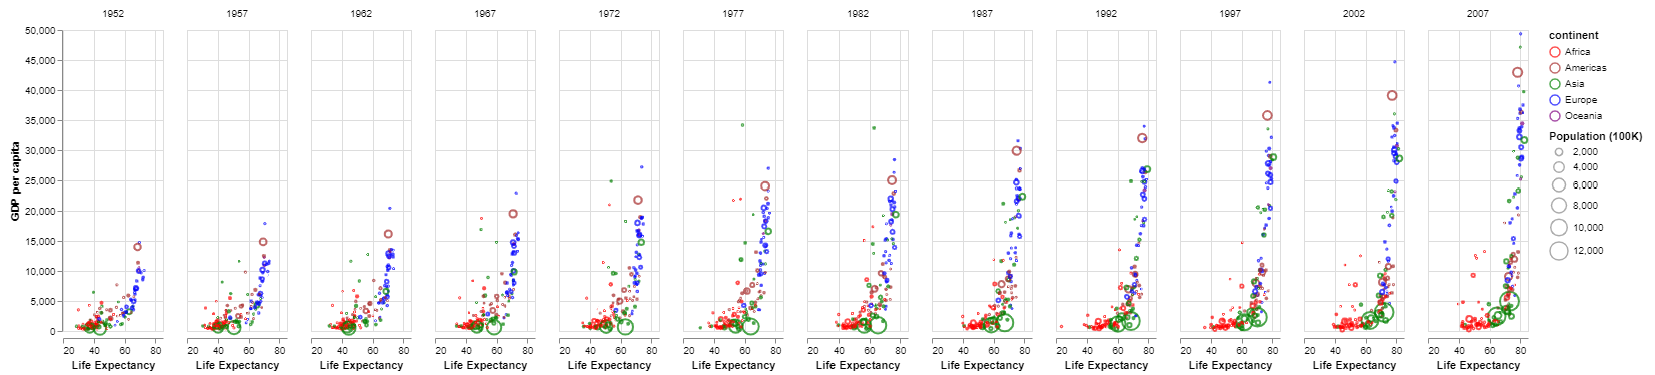 1952 1957 1962 1967 1972 1977 1982 1987 1992 1997 2002 2007
GDP per capita
50,000
45,000
40,000
35,000
30,000
25,000
20,000
15,000
10,000
5,000
0
20 40 60 80 20 40 60 80 20 40 60 80 20 40 60 80 20 40 60 80 20 40 60 80 20 40 60 80 20 40 60 80 20 40 60 80 20 40 60 80 20 40 60 80 20 40 60 80
Life Expectancy Life Expectancy Life Expectancy Life Expectancy Life Expectancy Life Expectancy Life Expectancy Life Expectancy Life Expectancy Life Expectancy Life Expectancy Life Expectancy
continent
Africa
Americas
Asia
Europe
Oceania
Population (100K)
2,000
4,000
6,000
8,000
10,000
12,000